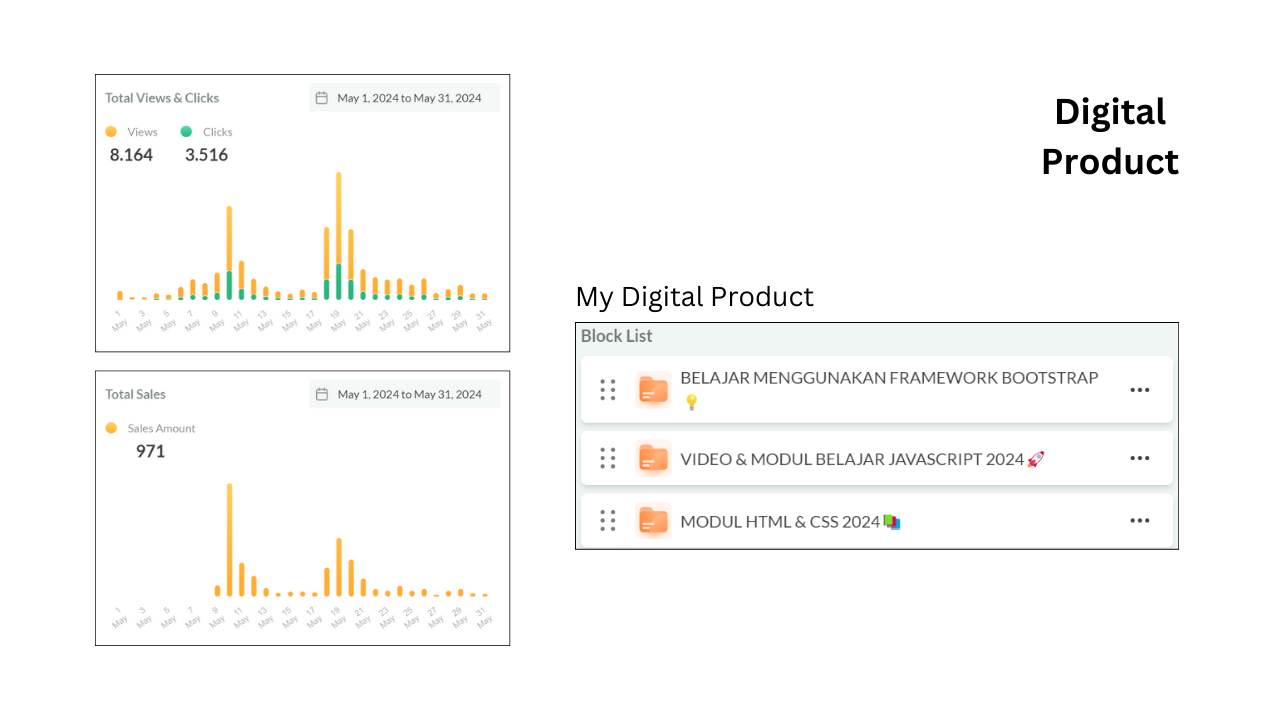 Total Views & Clicks
May 1, 2024 to May 31, 2024
Views
Clicks
8.164
3.516
1 May
3 May
5 May
7 May
9 May
11 May
13 May
15 May
17 May
19 May
21 May
23 May
25 May
27 May
29 May
31 May
Total Sales
May 1, 2024 to May 31, 2024
Sales Amount
971
1 May
3 May
5 May
7 May
9 May
11 May
13 May
15 May
17 May
19 May
21 May
23 May
25 May
27 May
29 May
31 May
Digital
Product
My Digital Product
Block List
BELAJAR MENGGUNAKAN FRAMEWORK BOOTSTRAP
💡
VIDEO & MODUL BELAJAR JAVASCRIPT 2024🚀
MODUL HTML & CSS 2024📚